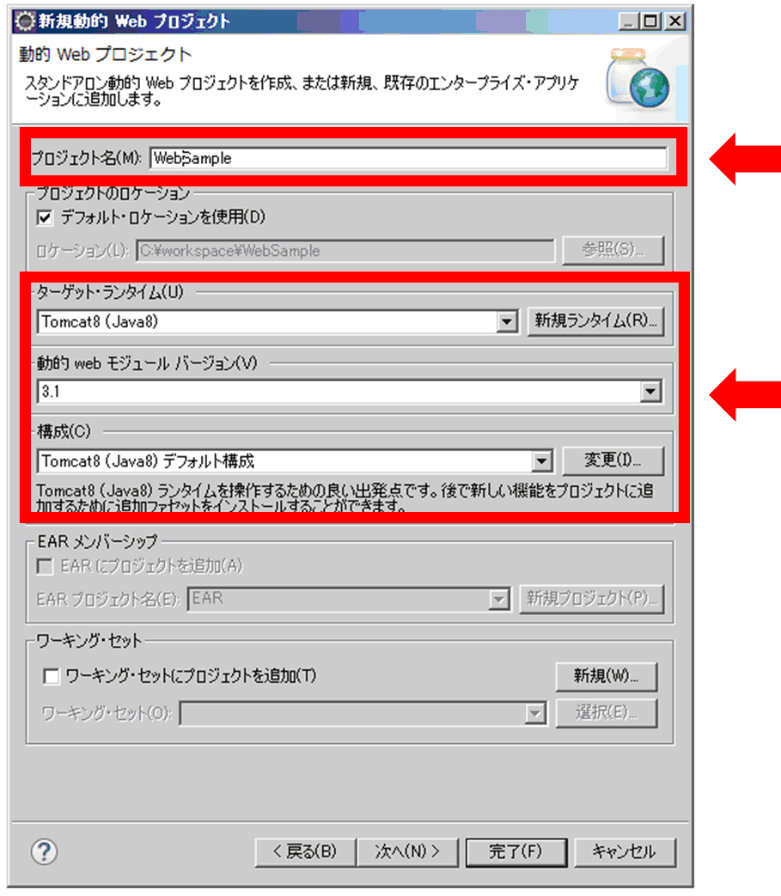 新規動的 Web プロジェクト
動的 Web プロジェクト
スタンドアロン動的 Web プロジェクトを作成、または新規、既存のエンタープライズ・アプリケ
ーションに追加します。
プロジェクト名(M): WebSample
プロジェクトのロケーション
デフォルト・ロケーションを使用(D)
ロケーション(L): C:¥workspace¥WebSample 参照(S)...
ターゲット・ランタイム(U)
Tomcat8 (Java8) 新規ランタイム(R)...
動的 web モジュール バージョン(V)
3.1
構成(C)
Tomcat8 (Java8) デフォルト構成 変更(I)...
Tomcat8 (Java8) ランタイムを操作するための良い出発点です。後で新しい機能をプロジェクトに追
加するために追加ファセットをインストールすることができます。
EAR メンバーシップ
EAR にプロジェクトを追加(A)
EAR プロジェクト名(E): EAR 新規プロジェクト(P)...
ワーキング・セット
ワーキング・セットにプロジェクトを追加(T) 新規(W)...
ワーキング・セット(O): 選択(E)...
? < 戻る(B) 次へ(N) > 完了(F) キャンセル